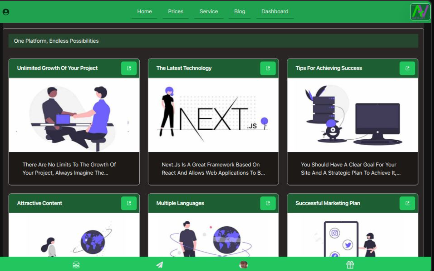 Home Prices Service Blog Dashboard
One Platform, Endless Possibilities
Unlimited Growth Of Your Project
The Latest Technology
Tips For Achieving Success
NEXT.JS
There Are No Limits To The Growth Of
Your Project, Always Imagine The...
Next Js Is A Great Framework Based On
React And Allows Web Applications To B...
You Should Have A Clear Goal For Your
Site And A Strategic Plan To Achieve It,...
Attractive Content
Multiple Languages
Successful Marketing Plan